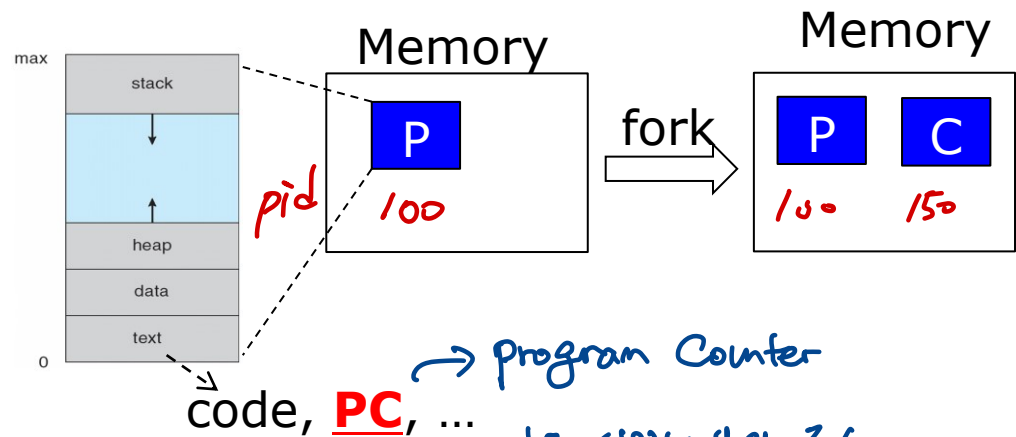 Memory
Memory
max
stack
P
fork
P
C
pid
100
100
150
heap
data
text
0
program Counter
code, PC, ...